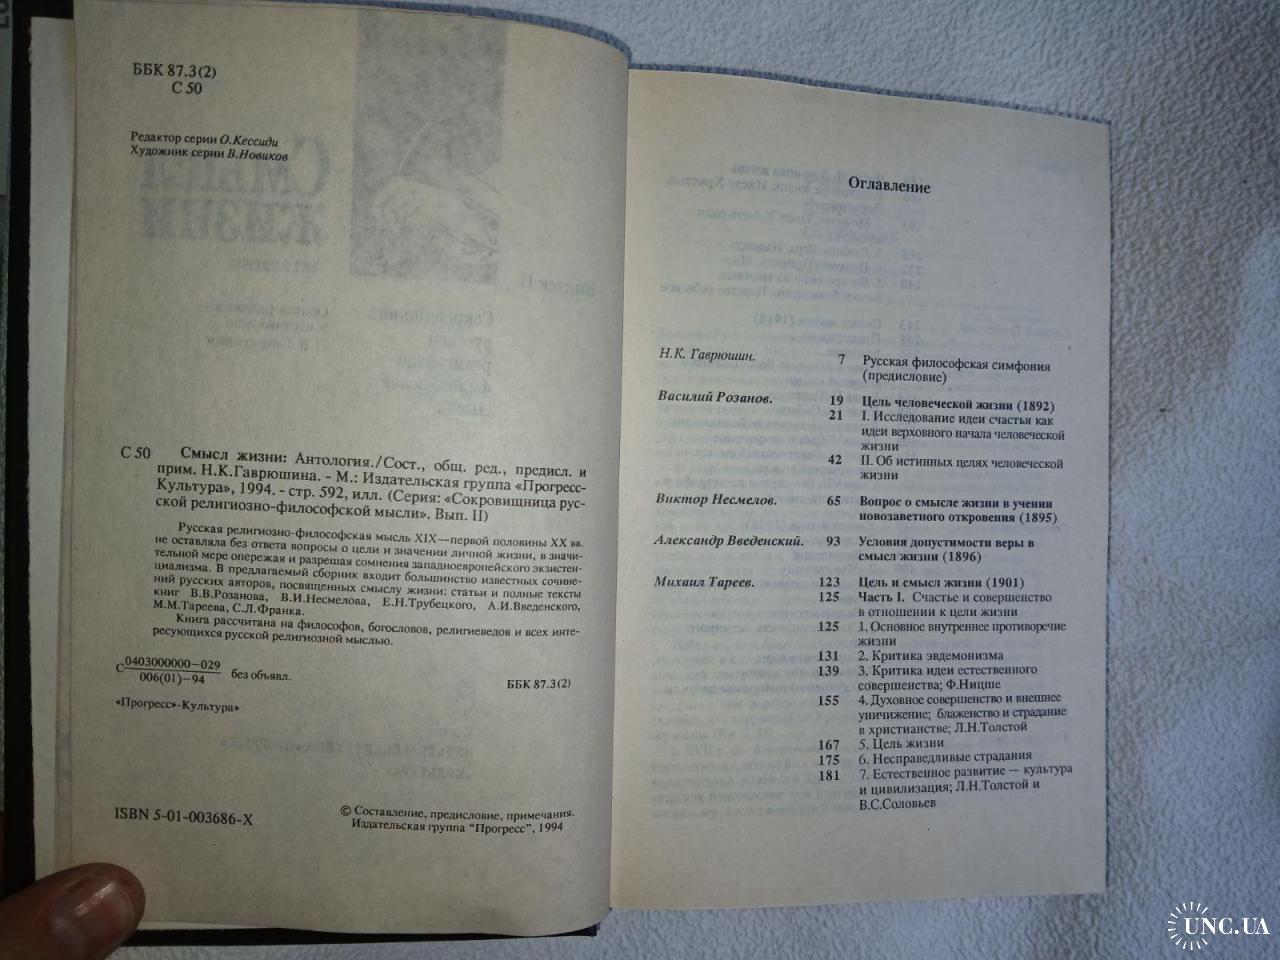 ББК 87.3(2)
С 50
Редактор серии О.Кессиди
Художник серии В.Новиков
С 50 Смысл жизни: Антология./Сост., общ. ред., предисл. и
прим. Н.К.Гаврюшина. - М.: Издательская группа «Прогресс-
Культура», 1994. - стр. 592, илл. (Серия: «Сокровищница рус-
ской религиозно-философской мысли». Вып. II)
Русская религиозно-философская мысль XIX—первой половины XX вв.
не оставляла без ответа вопросы о цели и значении личной жизни, в значи-
тельной мере опережая и разрешая сомнения западноевропейского экзистен-
циализма. В предлагаемый сборник входит большинство известных сочине-
ний русских авторов, посвященных смыслу жизни: статьи и полные тексты
книг В.В.Розанова, В.И.Несмелова, Е.Н.Трубецкого, А.И.Введенского,
М.М.Тареева, С.Л.Франка.
Книга рассчитана на философов, богословов, религиеведов и всех инте-
ресующихся русской религиозной мыслью.
С 0403000000—029
006(01)—94 без объявл.
ББК 87.3(2)
«Прогресс»-Культура»
ISBN 5-01-003686-X
© Составление, предисловие, примечания.
Издательская группа "Прогресс", 1994
Оглавление
Н.К. Гаврюшин. 7 Русская философская симфония
(предисловие)
Василий Розанов. 19 Цель человеческой жизни (1892)
21 I. Исследование идеи счастья как
идеи верховного начала человеческой
жизни
42 II. Об истинных целях человеческой
жизни
Виктор Несмелов. 65 Вопрос о смысле жизни в учении
новозаветного откровения (1895)
Александр Введенский. 93 Условия допустимости веры в
смысл жизни (1896)
Михаил Тареев. 123 Цель и смысл жизни (1901)
125 Часть I. Счастье и совершенство
в отношении к цели жизни
125 1. Основное внутреннее противоречие
жизни
131 2. Критика эвдемонизма
139 3. Критика идеи естественного
совершенства; Ф.Ницше
155 4. Духовное совершенство и внешнее
уничижение; блаженство и страдание
в христианстве; Л.Н.Толстой
167 5. Цель жизни
175 6. Несправедливые страдания
181 7. Естественное развитие — культура
и цивилизация; Л.Н.Толстой и
В.С.Соловьев
UNC.UA